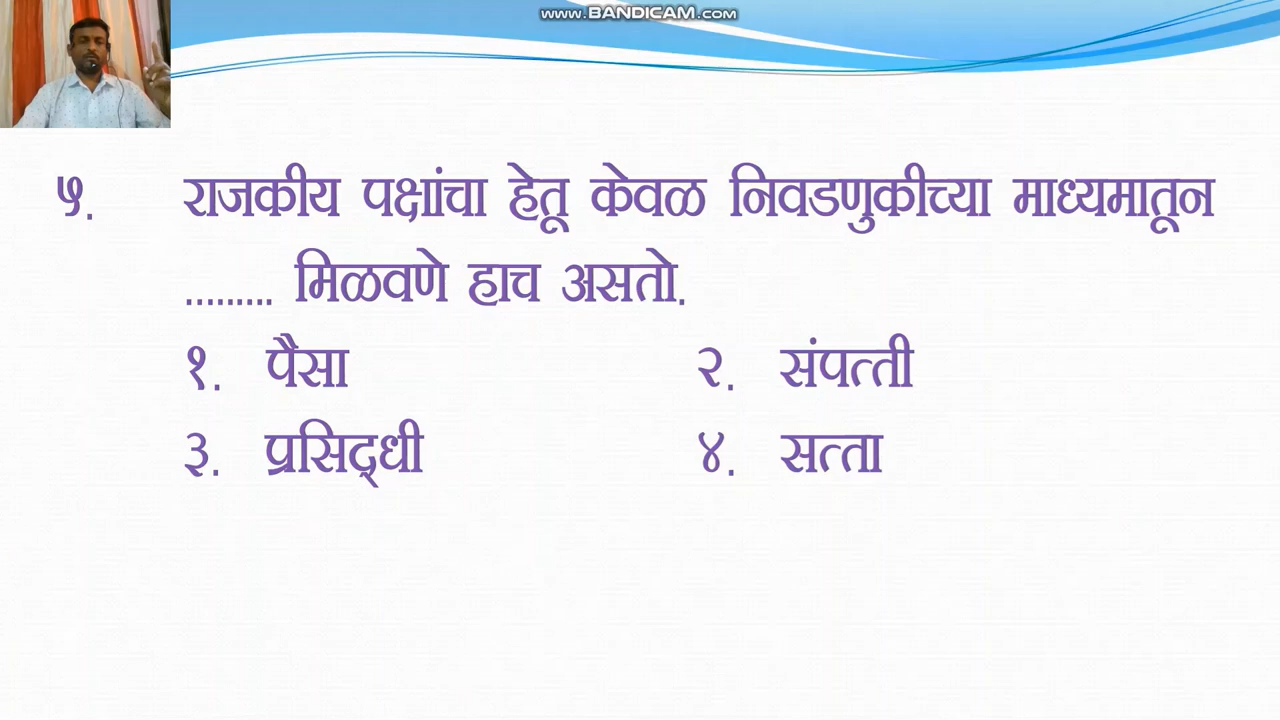 www.BANDICAM.com
५. राजकीय पक्षांचा हेतू केवळ निवडणुकीच्या माध्यमातून
......... मिळवणे हाच असतो.
१. पैसा २. संपत्ती
३. प्रसिद्धी ४. सत्ता